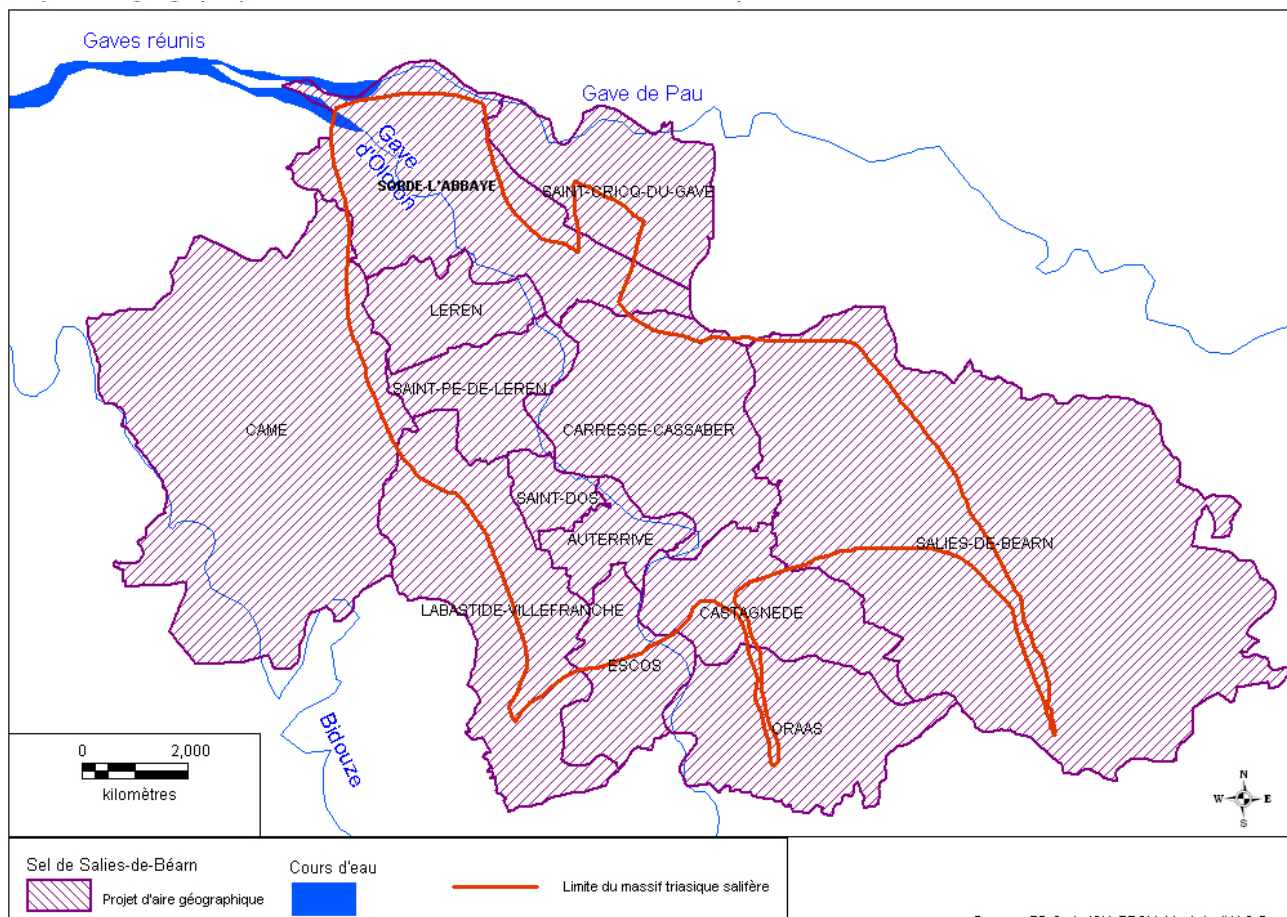 Gaves réunis
Gave de Pau
Gave
d'Oloron
SORDE-L'ABBAYE
SAINT-CRICQ-DU-GAVE
LEREN
SAINT-PE-DE-LEREN
CAME
CARRESSE-CASSABER
SAINT-DOS
AUTERRIVE
SALIES-DE-BEARN
LABASTIDE-VILLEFRANCHE
CASTAGNEDE
ESCOS
ORAAS
Bidouze
0 2,000
kilomètres
N
W E
S
Sel de Salies-de-Béarn
Projet d'aire géographique
Cours d'eau
Limite du massif triasique salifère